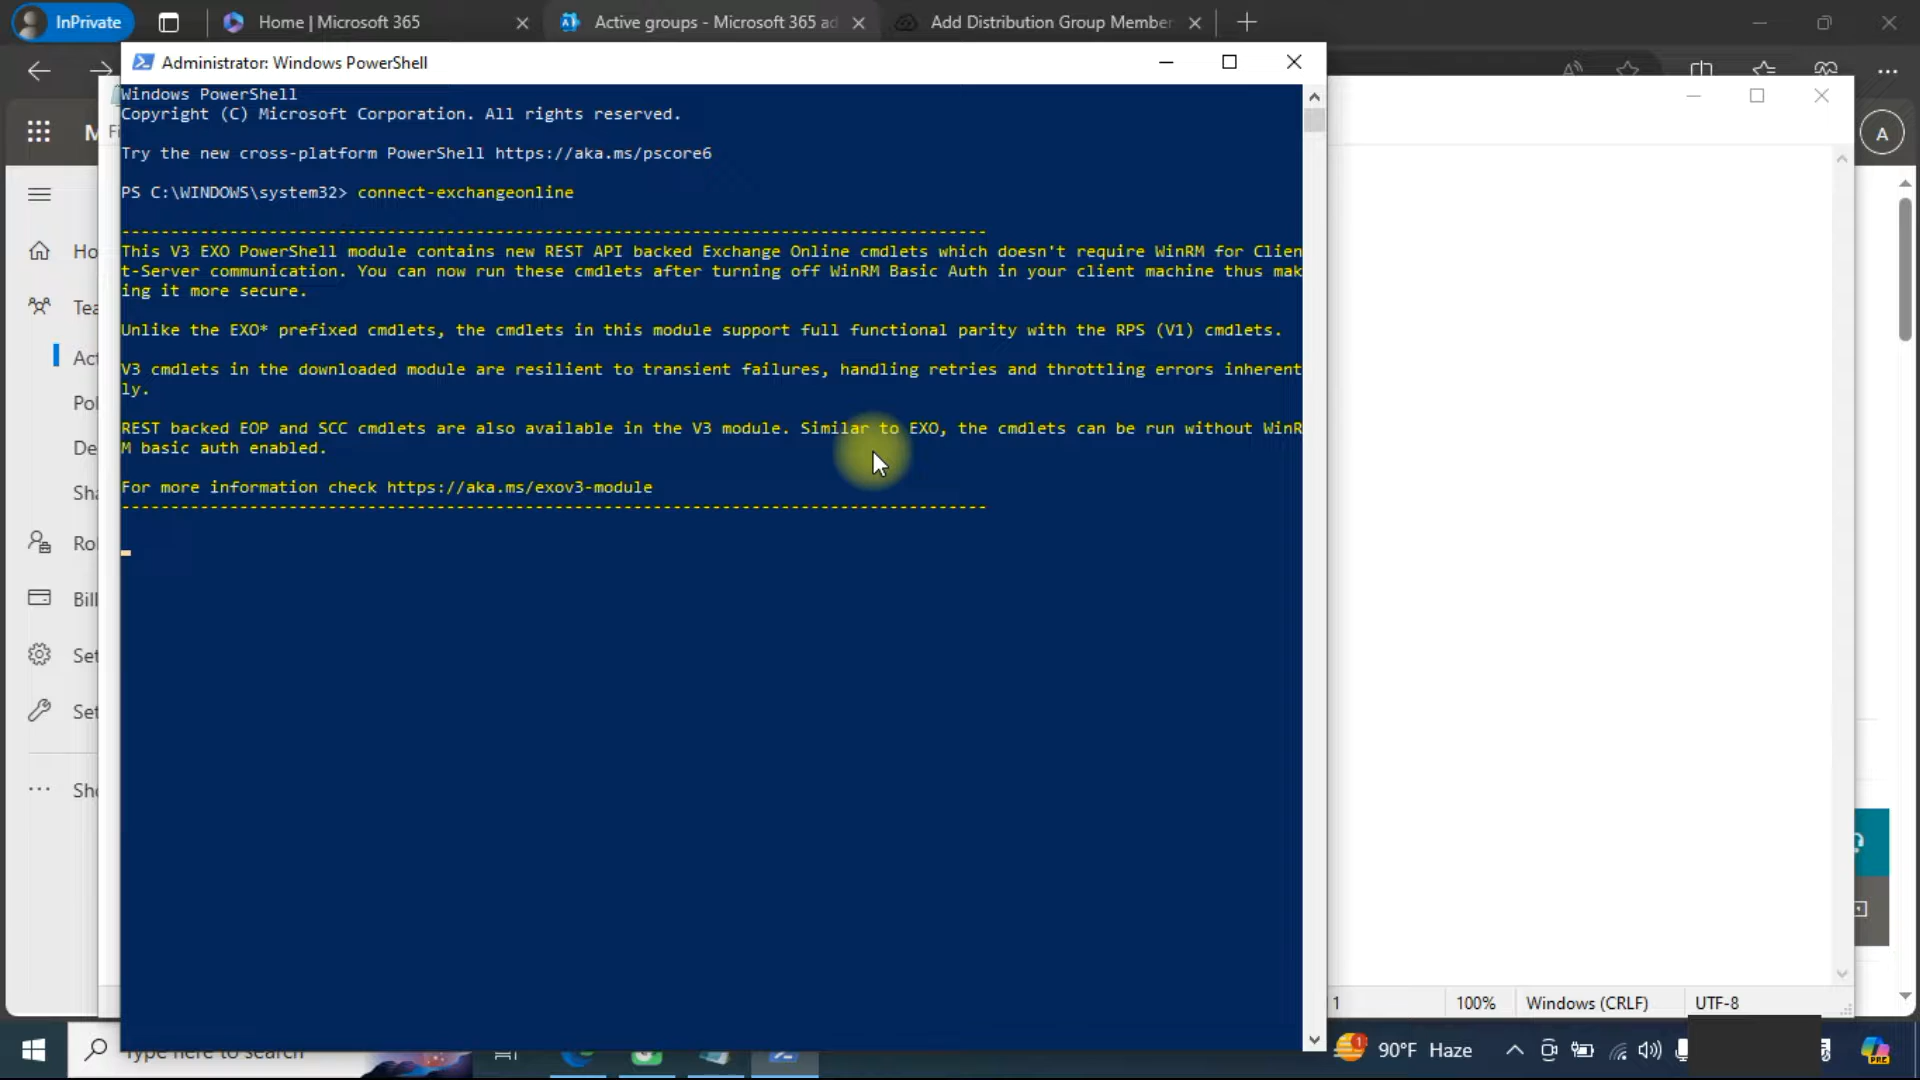 InPrivate
Home | Microsoft 365
Active groups - Microsoft 365 ad
Add Distribution Group Member
Administrator: Windows PowerShell
Windows PowerShell
Copyright (C) Microsoft Corporation. All rights reserved.
Try the new cross-platform PowerShell https://aka.ms/pscore6
PS C:\WINDOWS\system32> connect-exchangeonline
----------------------------------------------------------------------------------------
This V3 EXO PowerShell module contains new REST API backed Exchange Online cmdlets which doesn't require WinRM for Clien
t-Server communication. You can now run these cmdlets after turning off WinRM Basic Auth in your client machine thus mak
ing it more secure.
Unlike the EXO* prefixed cmdlets, the cmdlets in this module support full functional parity with the RPS (V1) cmdlets.
V3 cmdlets in the downloaded module are resilient to transient failures, handling retries and throttling errors inherent
ly.
REST backed EOP and SCC cmdlets are also available in the V3 module. Similar to EXO, the cmdlets can be run without WinR
M basic auth enabled.
For more information check https://aka.ms/exov3-module
----------------------------------------------------------------------------------------
M
Fi
A
Ho
Tea
Act
Pol
De
Sha
Rol
Bill
Set
Set
Sho
1
100%
Windows (CRLF)
UTF-8
Type here to search
1
90°F Haze
PRE